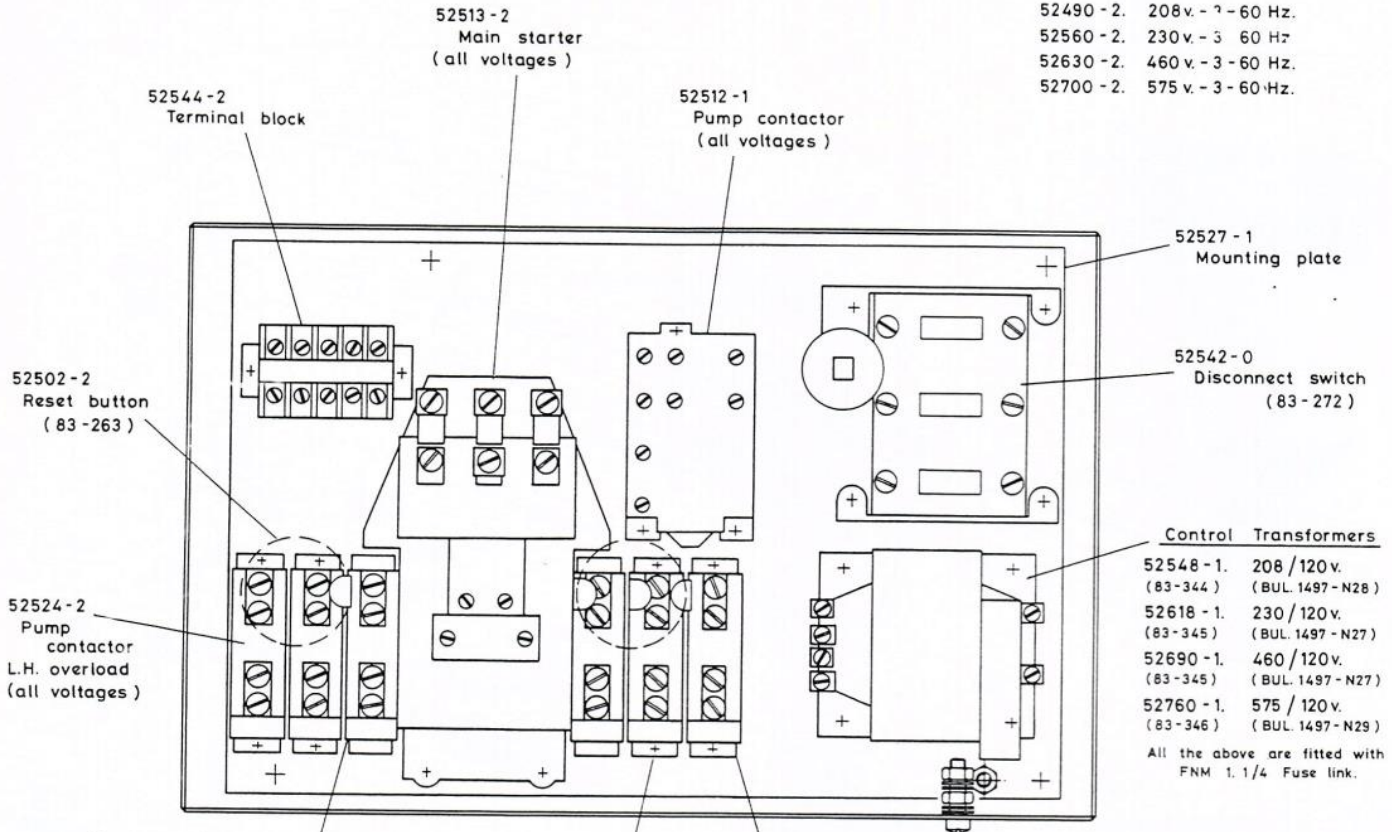 52513-2
Main starter
(all voltages)
52490-2. 208 v. - 3 - 60 Hz.
52560-2. 230 v. - 3 60 Hz
52630-2. 460 v. - 3 - 60 Hz.
52700-2. 575 v. - 3 - 60 Hz.
52544-2
Terminal block
52512-1
Pump contactor
(all voltages)
52527-1
Mounting plate
52542-0
Disconnect switch
(83-272)
52502-2
Reset button
(83-263)
52524-2
Pump
contactor
L.H. overload
(all voltages)
Control Transformers
52548-1. 208/120 v.
(83-344) (BUL. 1497-N28)
52618-1. 230/120 v.
(83-345) (BUL. 1497-N27)
52690-1. 460/120 v.
(83-345) (BUL. 1497-N27)
52760-1. 575/120 v.
(83-346) (BUL. 1497-N29)
All the above are fitted with
FNM 1. 1/4 Fuse link.